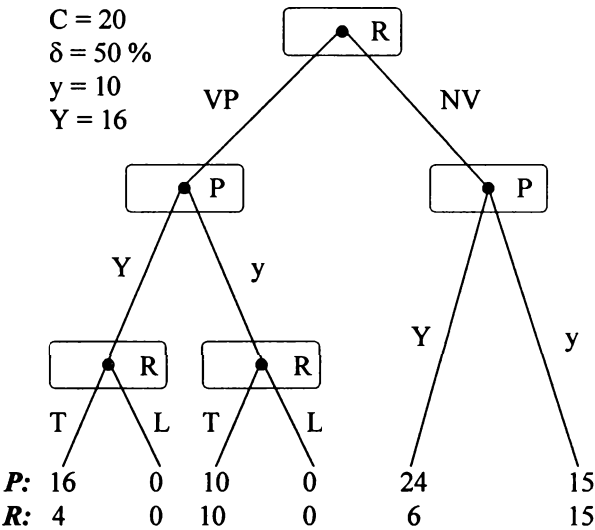 C = 20
δ = 50 %
y = 10
Y = 16
R
VP NV
P P
Y y
Y y
R R
T L T L
P: 16 0 10 0 24 15
R: 4 0 10 0 6 15